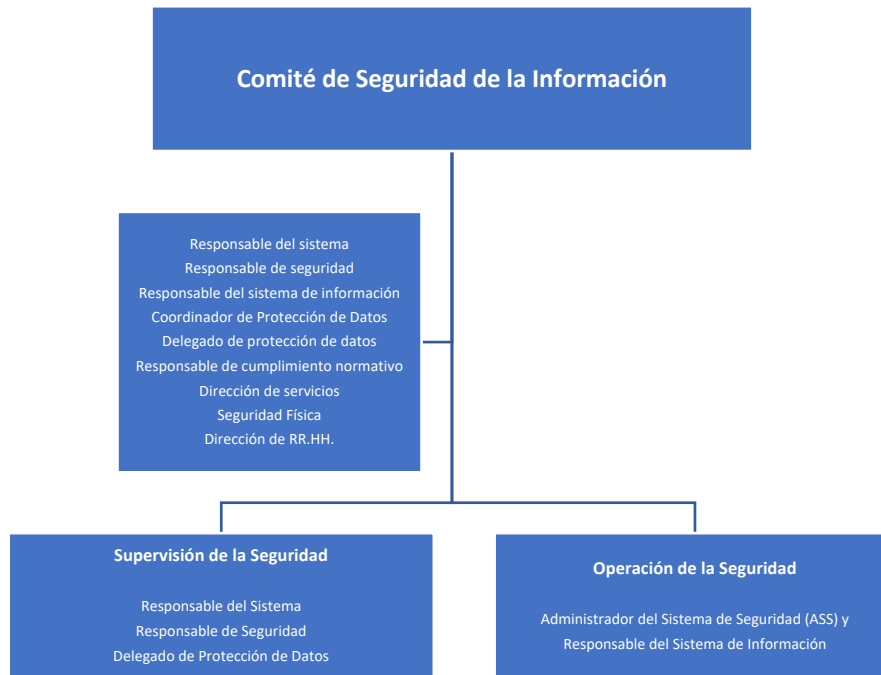 Comité de Seguridad de la Información
Responsable del sistema
Responsable de seguridad
Responsable del sistema de información
Coordinador de Protección de Datos
Delegado de protección de datos
Responsable de cumplimiento normativo
Dirección de servicios
Seguridad Física
Dirección de RR.HH.
Supervisión de la Seguridad
Responsable del Sistema
Responsable de Seguridad
Delegado de Protección de Datos
Operación de la Seguridad
Administrador del Sistema de Seguridad (ASS) y
Responsable del Sistema de Información